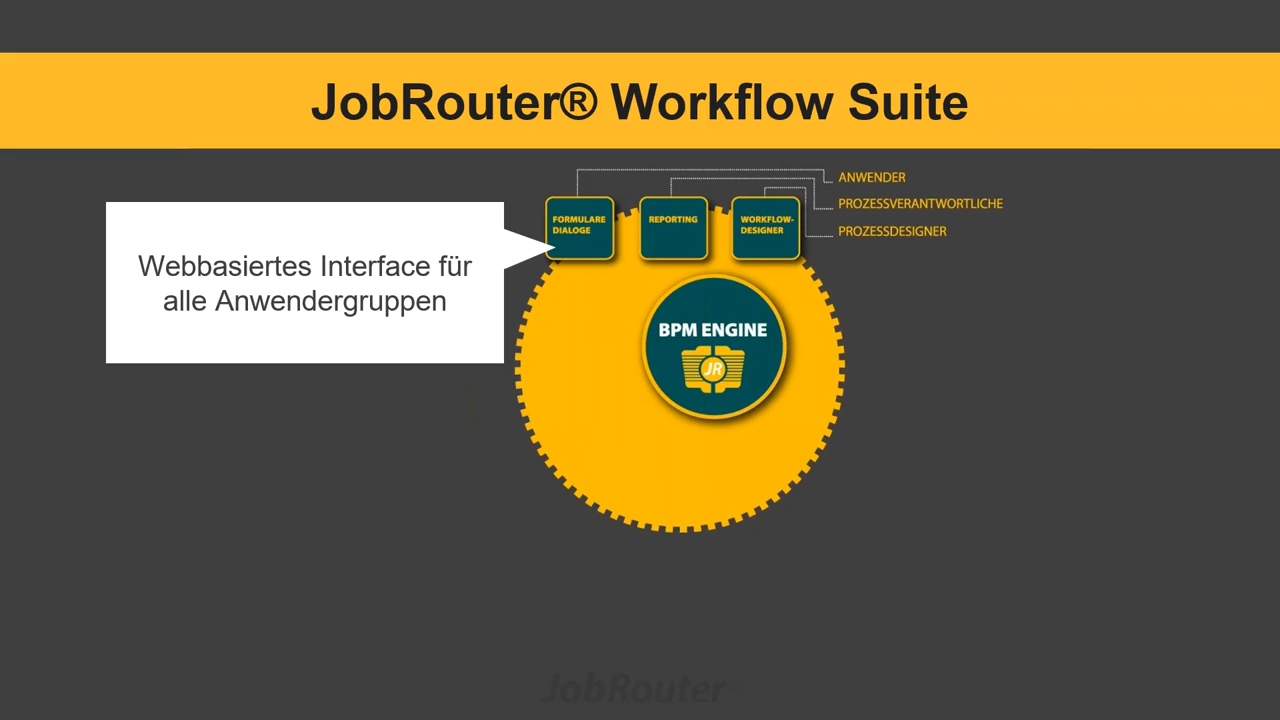 JobRouter® Workflow Suite
ANWENDER
PROZESSVERANTWORTLICHE
PROZESSDESIGNER
FORMULARE
DIALOGE
REPORTING
WORKFLOW-
DESIGNER
Webbasiertes Interface für
alle Anwendergruppen
BPM ENGINE
JR
JobRouter